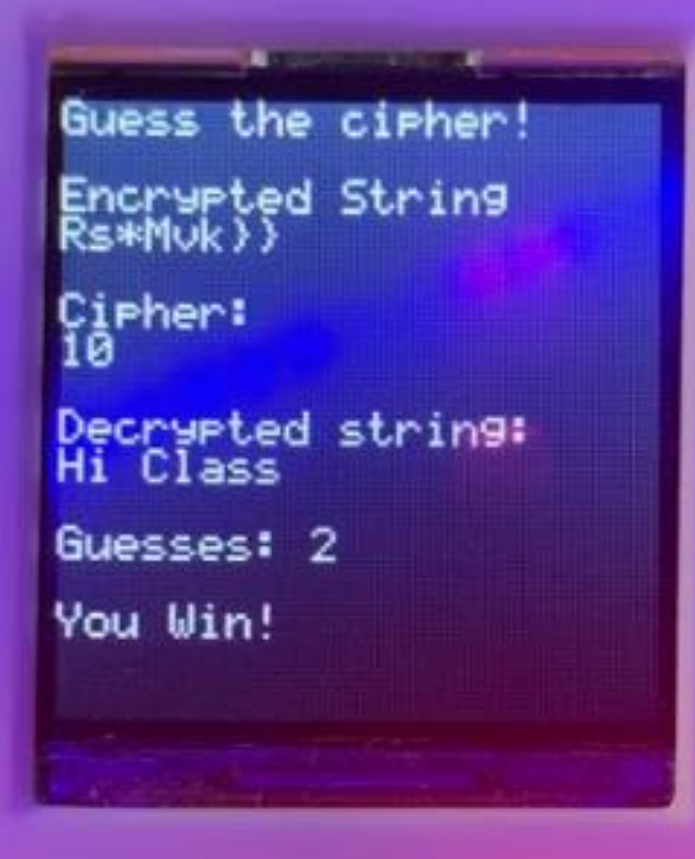 Guess the cipher!
Encrypted String
Rs*Mvk}}
Cipher:
10
Decrypted string:
Hi Class
Guesses: 2
You Win!